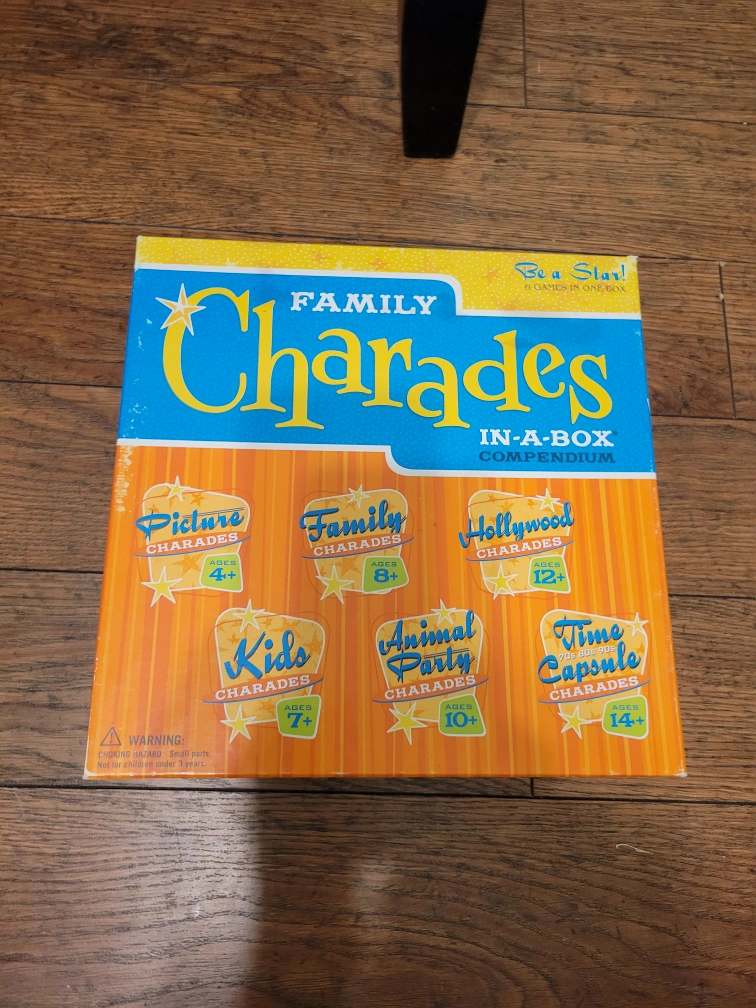 Be a Star!
6 GAMES IN ONE BOX
FAMILY
Charades
IN-A-BOX®
COMPENDIUM
Picture
CHARADES
AGES
4+
Family
CHARADES
AGES
8+
Hollywood
CHARADES
AGES
12+
Kids
CHARADES
AGES
7+
Animal
Party
CHARADES
AGES
10+
Time
70s 80s 90s
Capsule
CHARADES
AGES
14+
WARNING:
CHOKING HAZARD Small parts.
Not for children under 3 years.